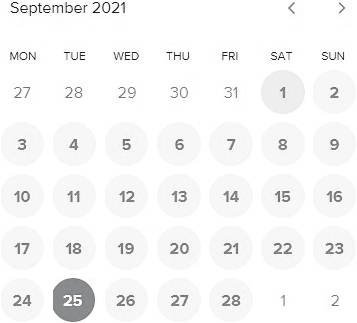 September 2021 < >
MON TUE WED THU FRI SAT SUN
27 28 29 30 31 1 2
3 4 5 6 7 8 9
10 11 12 13 14 15 16
17 18 19 20 21 22 23
24 25 26 27 28 1 2